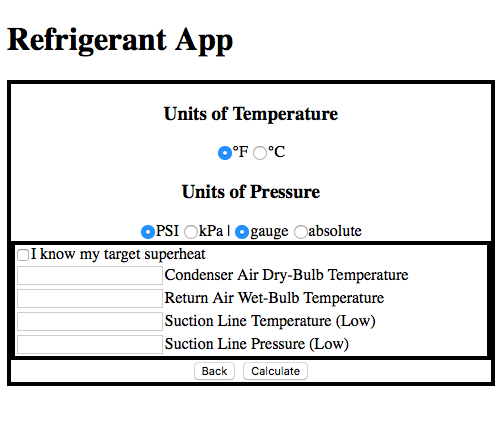 Refrigerant App
Units of Temperature
°F °C
Units of Pressure
PSI kPa | gauge absolute
I know my target superheat
Condenser Air Dry-Bulb Temperature
Return Air Wet-Bulb Temperature
Suction Line Temperature (Low)
Suction Line Pressure (Low)
Back Calculate